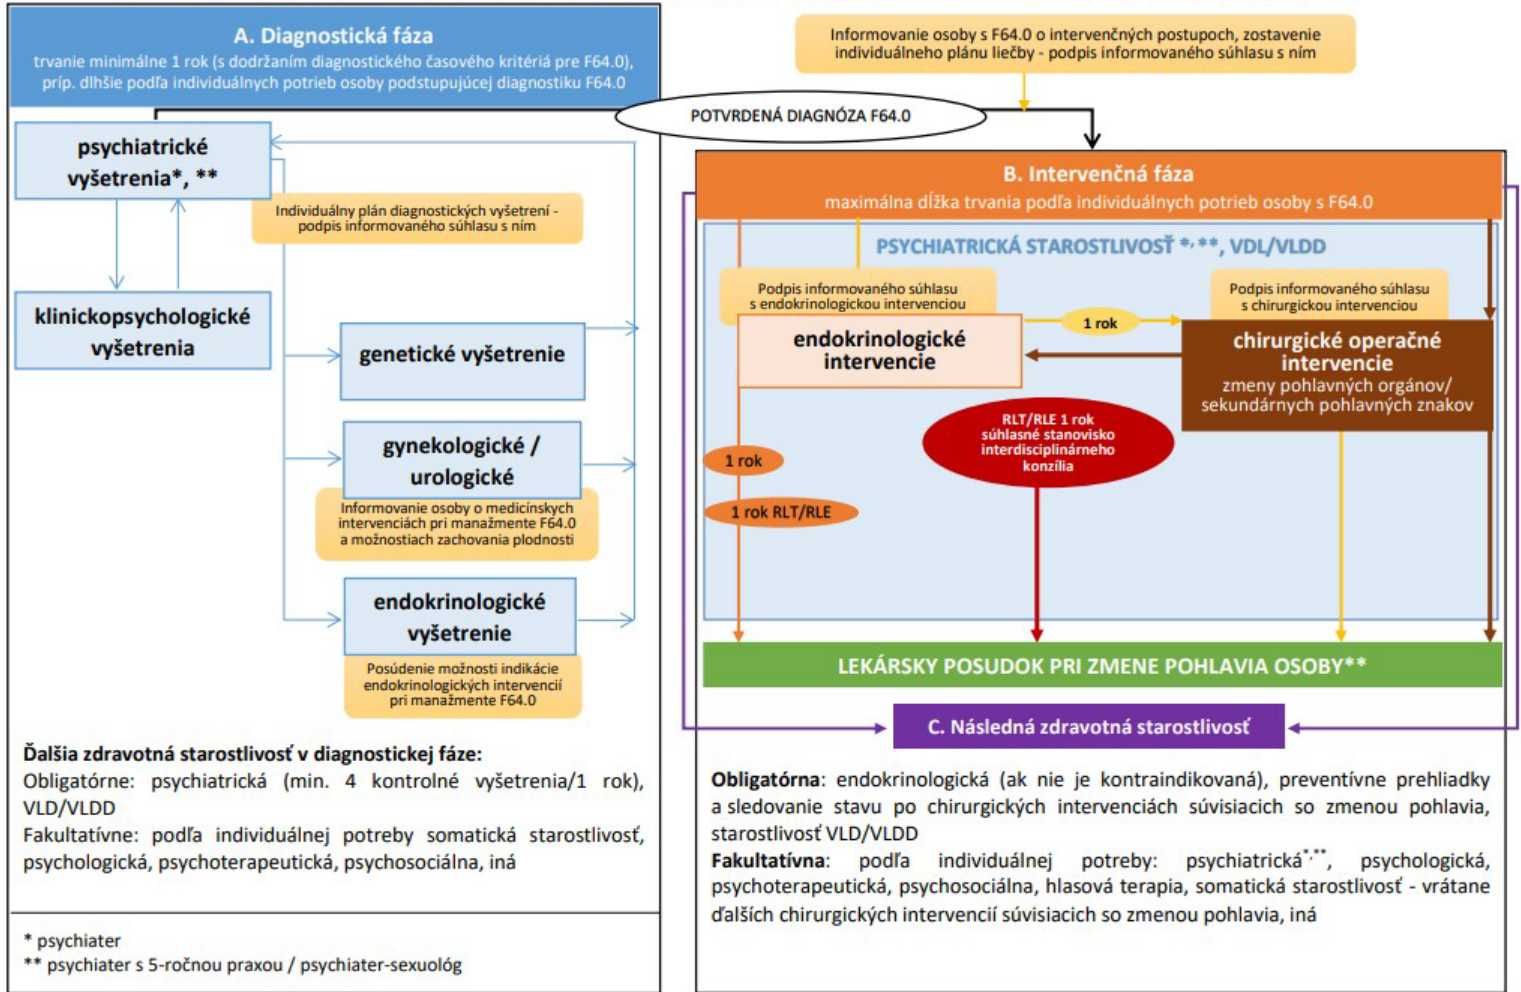 A. Diagnostická fáza
trvanie minimálne 1 rok (s dodržaním diagnostického časového kritériá pre F64.0),
príp. dlhšie podľa individuálnych potrieb osoby podstupujúcej diagnostiku F64.0
Informovanie osoby s F64.0 o intervenčných postupoch, zostavenie
individuálneho plánu liečby - podpis informovaného súhlasu s ním
POTVRDENÁ DIAGNÓZA F64.0
psychiatrické
vyšetrenia*, **
Individuálny plán diagnostických vyšetrení -
podpis informovaného súhlasu s ním
klinickopsychologické
vyšetrenia
genetické vyšetrenie
gynekologické /
urologické
Informovanie osoby o medicínskych
intervenciách pri manažmente F64.0
a možnostiach zachovania plodnosti
endokrinologické
vyšetrenie
Posúdenie možnosti indikácie
endokrinologických intervencií
pri manažmente F64.0
Ďalšia zdravotná starostlivosť v diagnostickej fáze:
Obligatórne: psychiatrická (min. 4 kontrolné vyšetrenia/1 rok),
VLD/VLDD
Fakultatívne: podľa individuálnej potreby somatická starostlivosť,
psychologická, psychoterapeutická, psychosociálna, iná
* psychiater
** psychiater s 5-ročnou praxou / psychiater-sexuológ
B. Intervenčná fáza
maximálna dĺžka trvania podľa individuálnych potrieb osoby s F64.0
PSYCHIATRICKÁ STAROSTLIVOSŤ *,**, VDL/VLDD
Podpis informovaného súhlasu
s endokrinologickou intervenciou
Podpis informovaného súhlasu
s chirurgickou intervenciou
endokrinologické
intervencie
1 rok
chirurgické operačné
intervencie
zmeny pohlavných orgánov/
sekundárnych pohlavných znakov
RLT/RLE 1 rok
súhlasné stanovisko
interdisciplinárneho
konzília
1 rok
1 rok RLT/RLE
LEKÁRSKY POSUDOK PRI ZMENE POHLAVIA OSOBY**
C. Následná zdravotná starostlivosť
Obligatórna: endokrinologická (ak nie je kontraindikovaná), preventívne prehliadky
a sledovanie stavu po chirurgických intervenciách súvisiacich so zmenou pohlavia,
starostlivosť VLD/VLDD
Fakultatívna: podľa individuálnej potreby: psychiatrická*,**, psychologická,
psychoterapeutická, psychosociálna, hlasová terapia, somatická starostlivosť - vrátane
ďalších chirurgických intervencií súvisiacich so zmenou pohlavia, iná